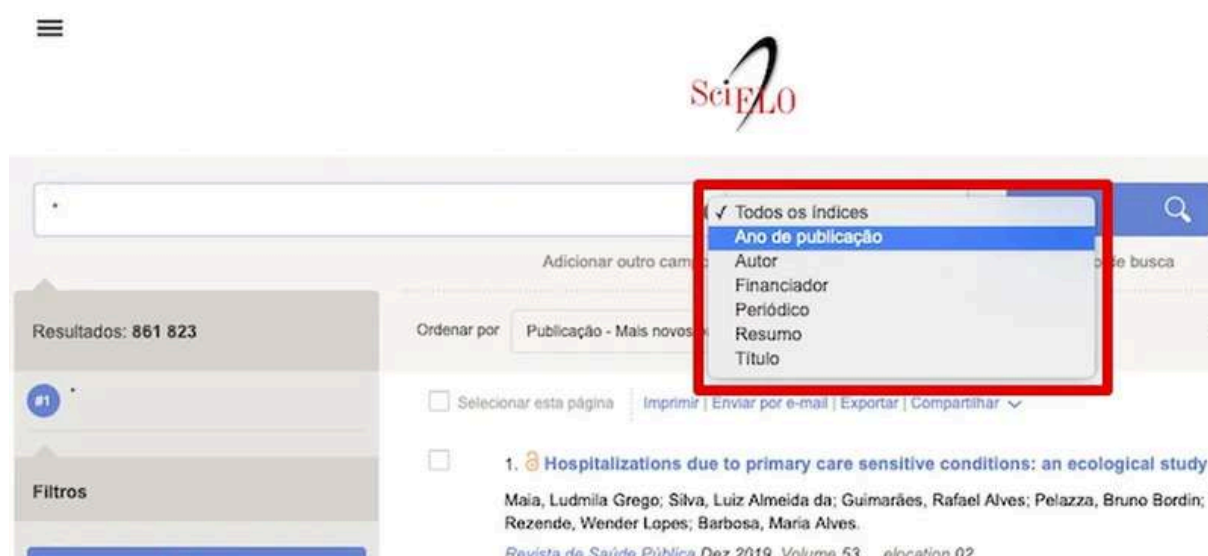 SciELO
*
✓ Todos os índices
Ano de publicação
Autor
Financiador
Periódico
Resumo
Título
Adicionar outro
de busca
Resultados: 861 823
Ordenar por
Publicação - Mais novos
#1 *
Selecionar esta página
Imprimir | Enviar por e-mail | Exportar | Compartilhar
Filtros
1. Hospitalizations due to primary care sensitive conditions: an ecological study
Maia, Ludmila Grego; Silva, Luiz Almeida da; Guimarães, Rafael Alves; Pelazza, Bruno Bordin;
Rezende, Wender Lopes; Barbosa, Maria Alves.
Revista de Saúde Pública Dez 2019, Volume 53 elocation 02